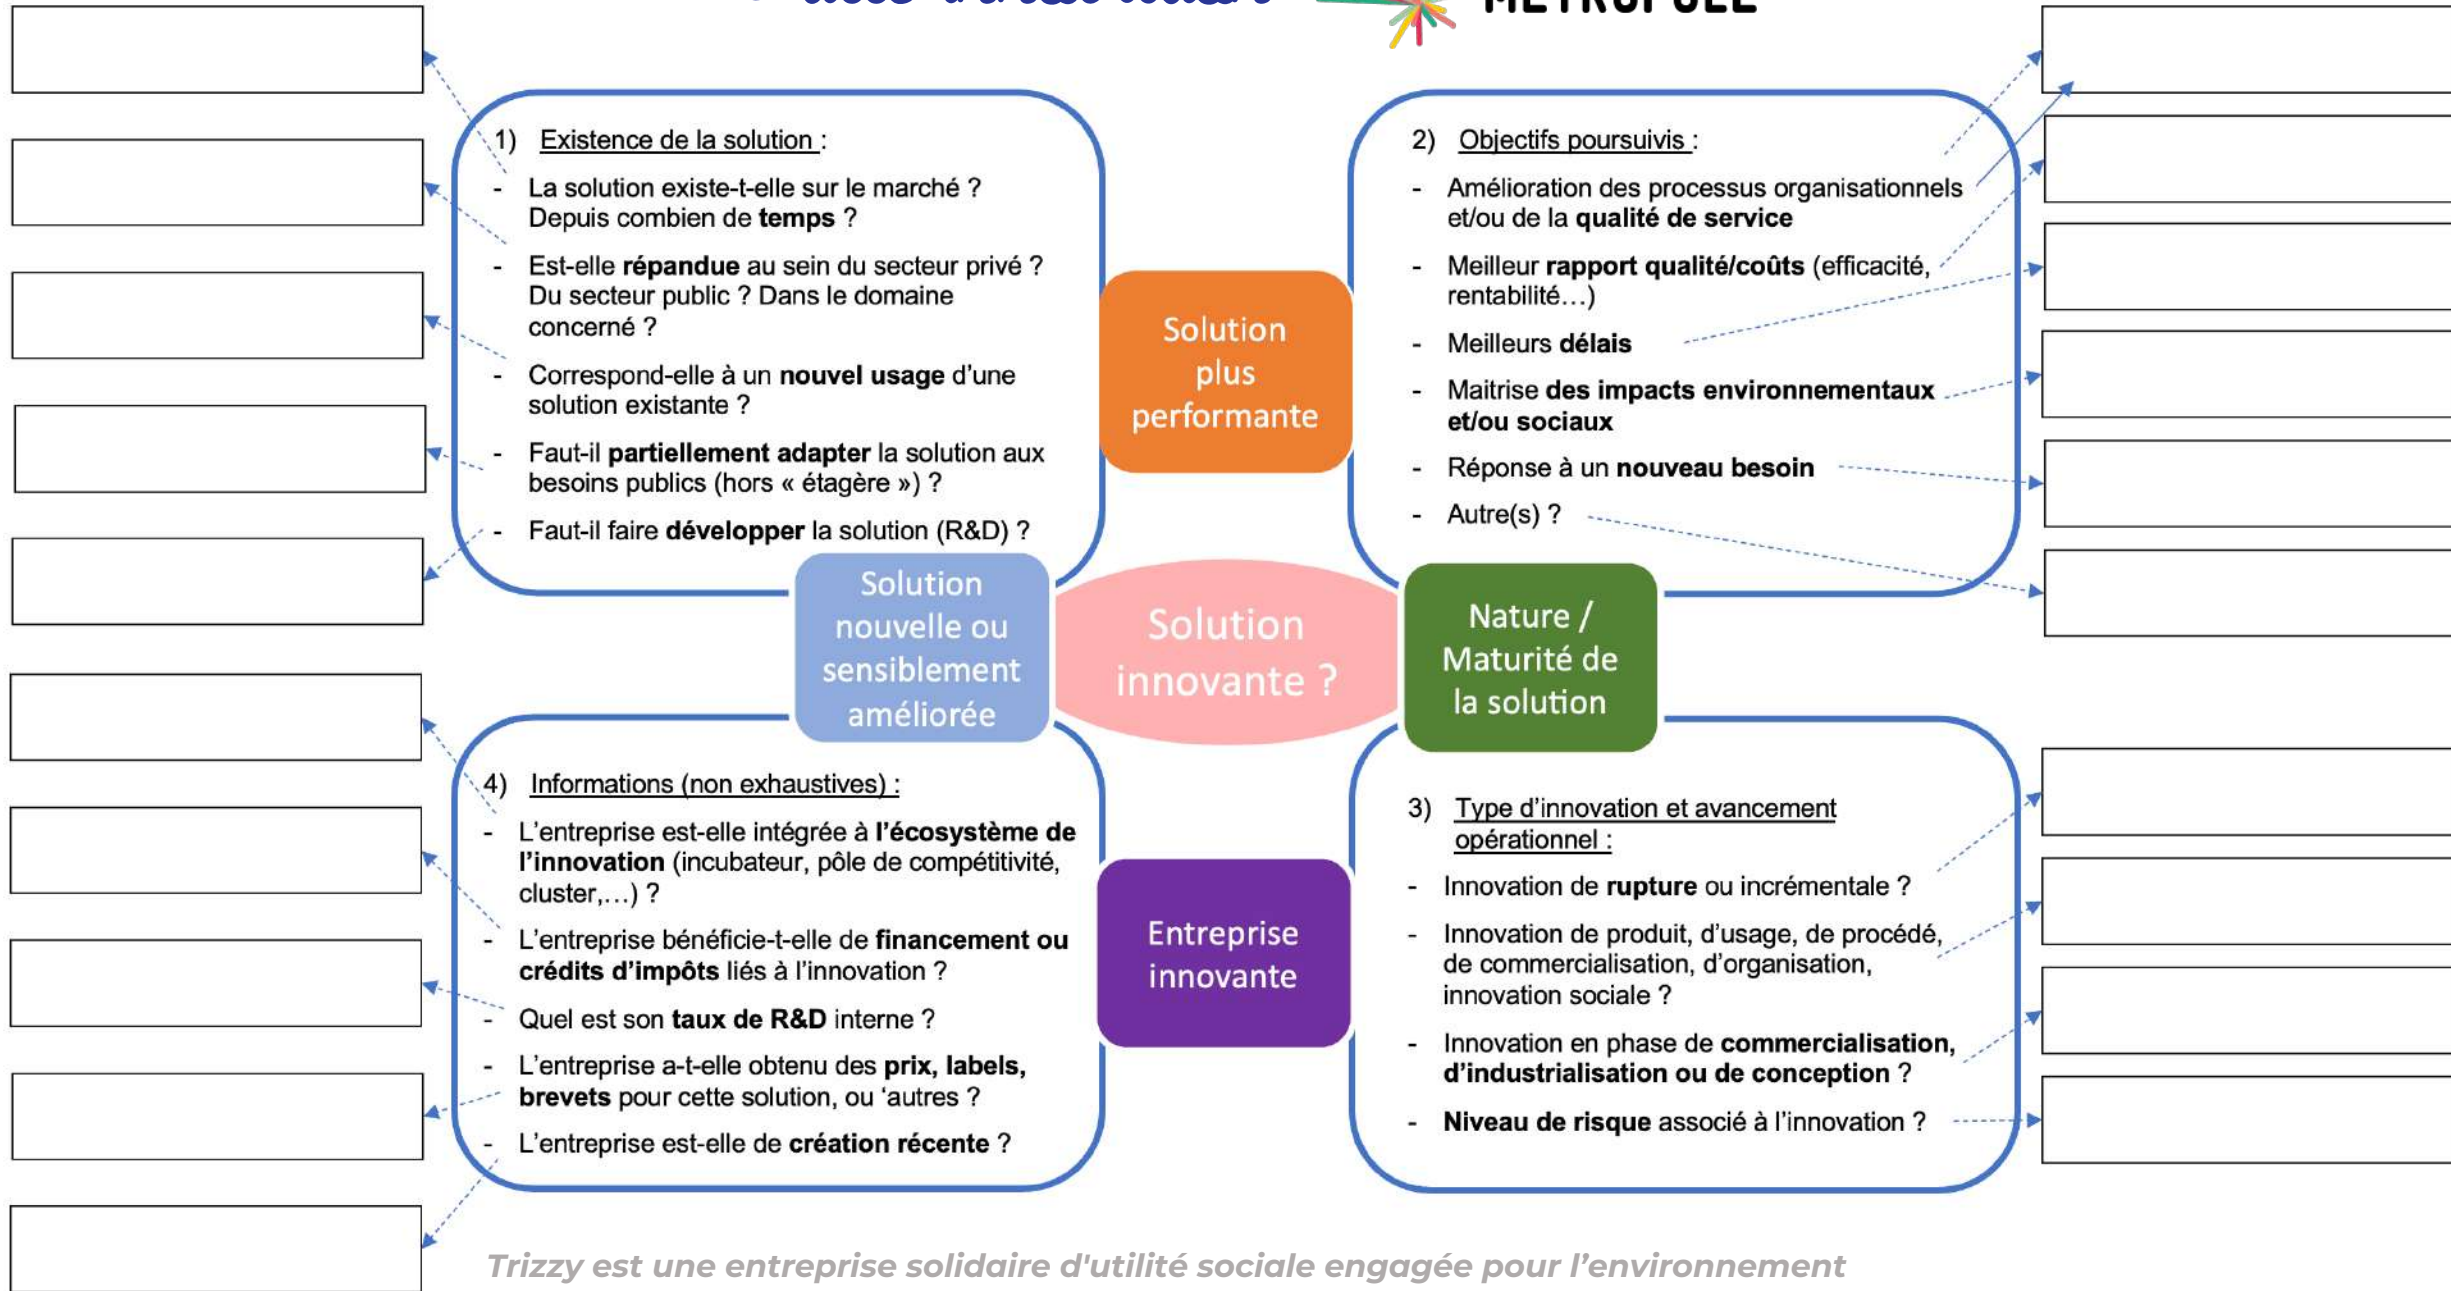 MÉTROPOLE
1) Existence de la solution :
- La solution existe-t-elle sur le marché ?
Depuis combien de temps ?
- Est-elle répandue au sein du secteur privé ?
Du secteur public ? Dans le domaine
concerné ?
- Correspond-elle à un nouvel usage d’une
solution existante ?
- Faut-il partiellement adapter la solution aux
besoins publics (hors « étagère ») ?
- Faut-il faire développer la solution (R&D) ?
Solution
plus
performante
2) Objectifs poursuivis :
- Amélioration des processus organisationnels
et/ou de la qualité de service
- Meilleur rapport qualité/coûts (efficacité,
rentabilité…)
- Meilleurs délais
- Maitrise des impacts environnementaux
et/ou sociaux
- Réponse à un nouveau besoin
- Autre(s) ?
Solution
nouvelle ou
sensiblement
améliorée
Solution
innovante ?
Nature /
Maturité de
la solution
4) Informations (non exhaustives) :
- L’entreprise est-elle intégrée à l’écosystème de
l’innovation (incubateur, pôle de compétitivité,
cluster,…) ?
- L’entreprise bénéficie-t-elle de financement ou
crédits d’impôts liés à l’innovation ?
- Quel est son taux de R&D interne ?
- L’entreprise a-t-elle obtenu des prix, labels,
brevets pour cette solution, ou ‘autres ?
- L’entreprise est-elle de création récente ?
Entreprise
innovante
3) Type d’innovation et avancement
opérationnel :
- Innovation de rupture ou incrémentale ?
- Innovation de produit, d’usage, de procédé,
de commercialisation, d’organisation,
innovation sociale ?
- Innovation en phase de commercialisation,
d’industrialisation ou de conception ?
- Niveau de risque associé à l’innovation ?
Trizzy est une entreprise solidaire d'utilité sociale engagée pour l’environnement